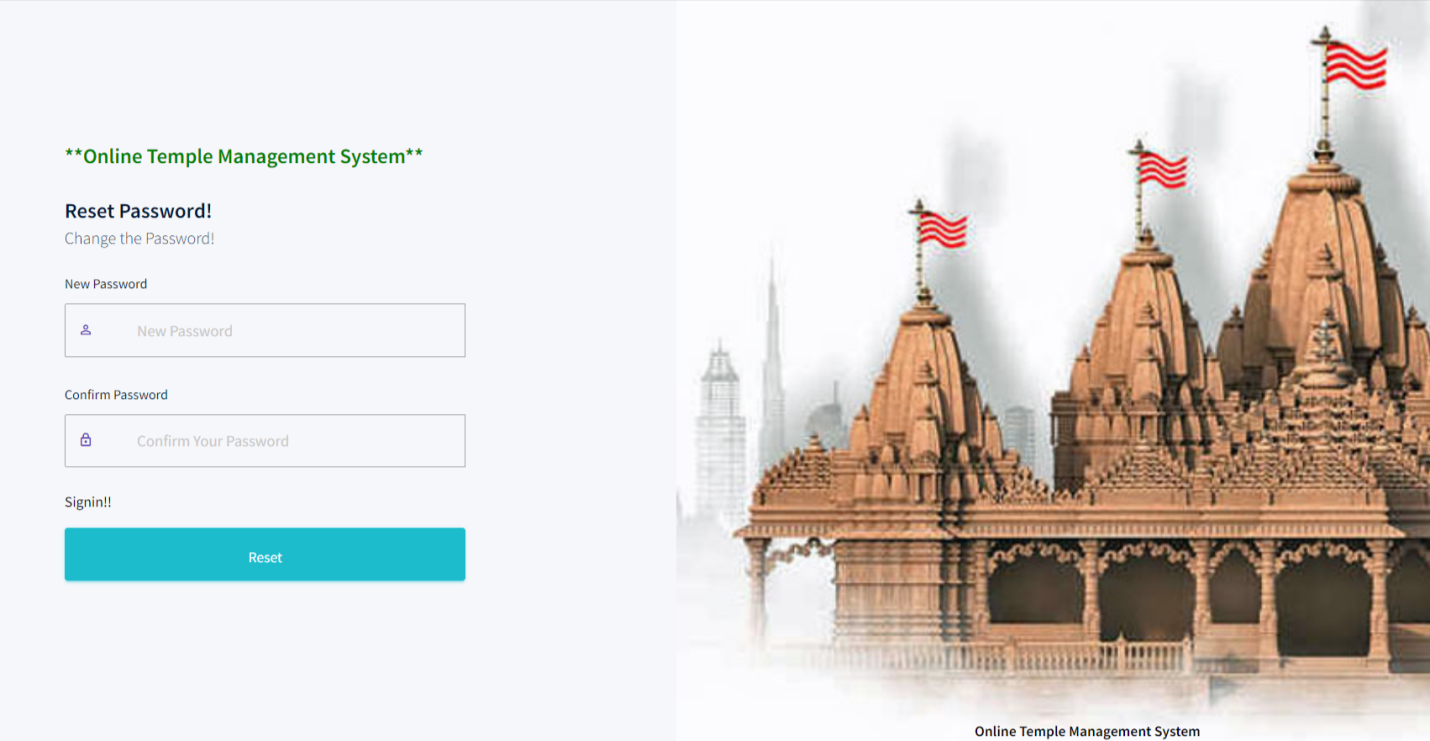 **Online Temple Management System**
Reset Password!
Change the Password!
New Password
New Password
Confirm Password
Confirm Your Password
Signin!!
Reset
Online Temple Management System